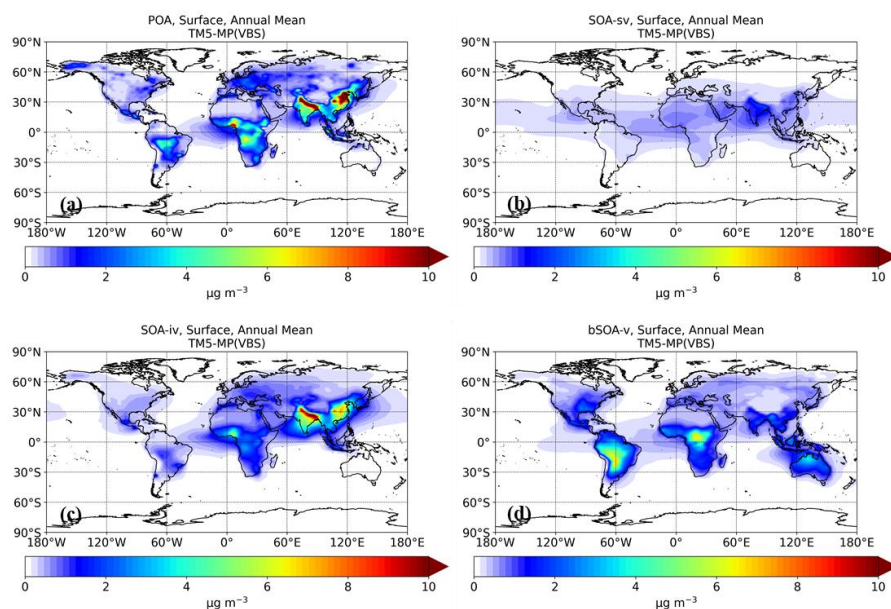 POA, Surface, Annual Mean
TM5-MP(VBS)
90°N
60°N
30°N
0°
30°S
60°S
90°S
(a)
180°W 120°W 60°W 0° 60°E 120°E 180°E
0 2 4 6 8 10
μg m⁻³
SOA-sv, Surface, Annual Mean
TM5-MP(VBS)
90°N
60°N
30°N
0°
30°S
60°S
90°S
(b)
180°W 120°W 60°W 0° 60°E 120°E 180°E
0 2 4 6 8 10
μg m⁻³
SOA-iv, Surface, Annual Mean
TM5-MP(VBS)
90°N
60°N
30°N
0°
30°S
60°S
90°S
(c)
180°W 120°W 60°W 0° 60°E 120°E 180°E
0 2 4 6 8 10
μg m⁻³
bSOA-v, Surface, Annual Mean
TM5-MP(VBS)
90°N
60°N
30°N
0°
30°S
60°S
90°S
(d)
180°W 120°W 60°W 0° 60°E 120°E 180°E
0 2 4 6 8 10
μg m⁻³